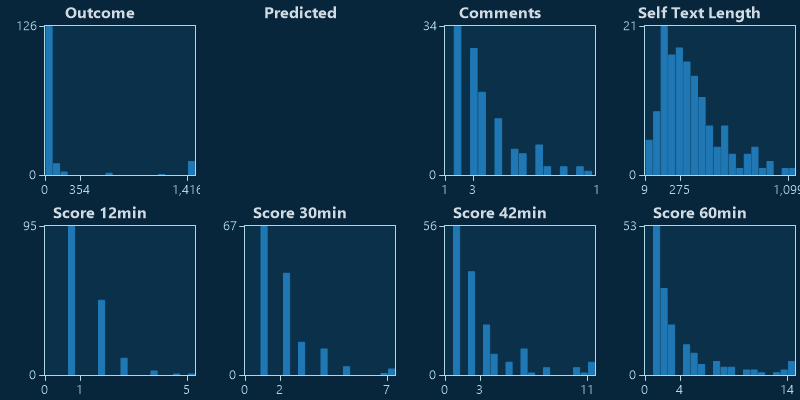 Outcome
126
0
0 354 1,416
Predicted
Comments
34
0
1 3 1
Self Text Length
21
0
9 275 1,099
Score 12min
95
0
0 1 5
Score 30min
67
0
0 2 7
Score 42min
56
0
0 3 11
Score 60min
53
0
0 4 14